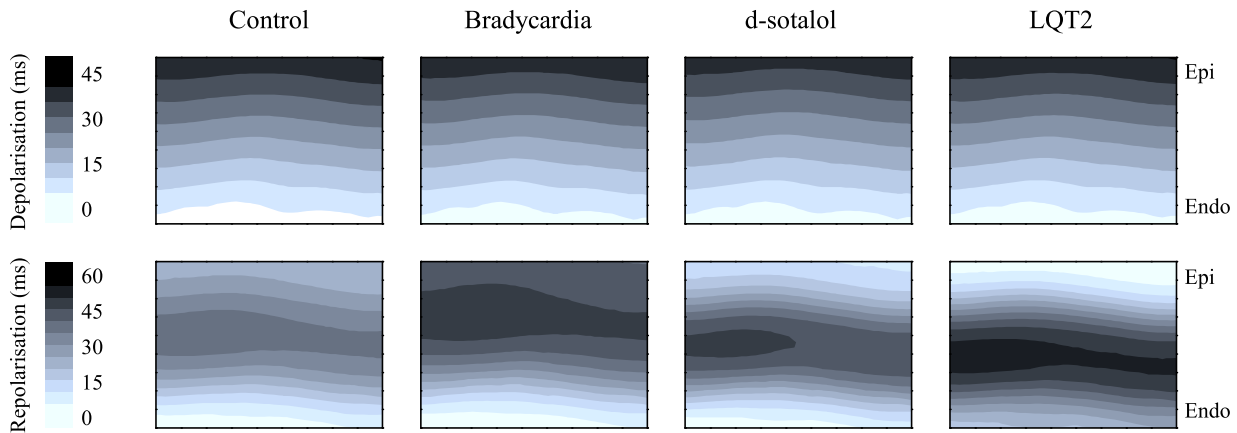 Control Bradycardia d-sotalol LQT2
Depolarisation (ms)
45
30
15
0
Epi
Endo
Repolarisation (ms)
60
45
30
15
0
Epi
Endo